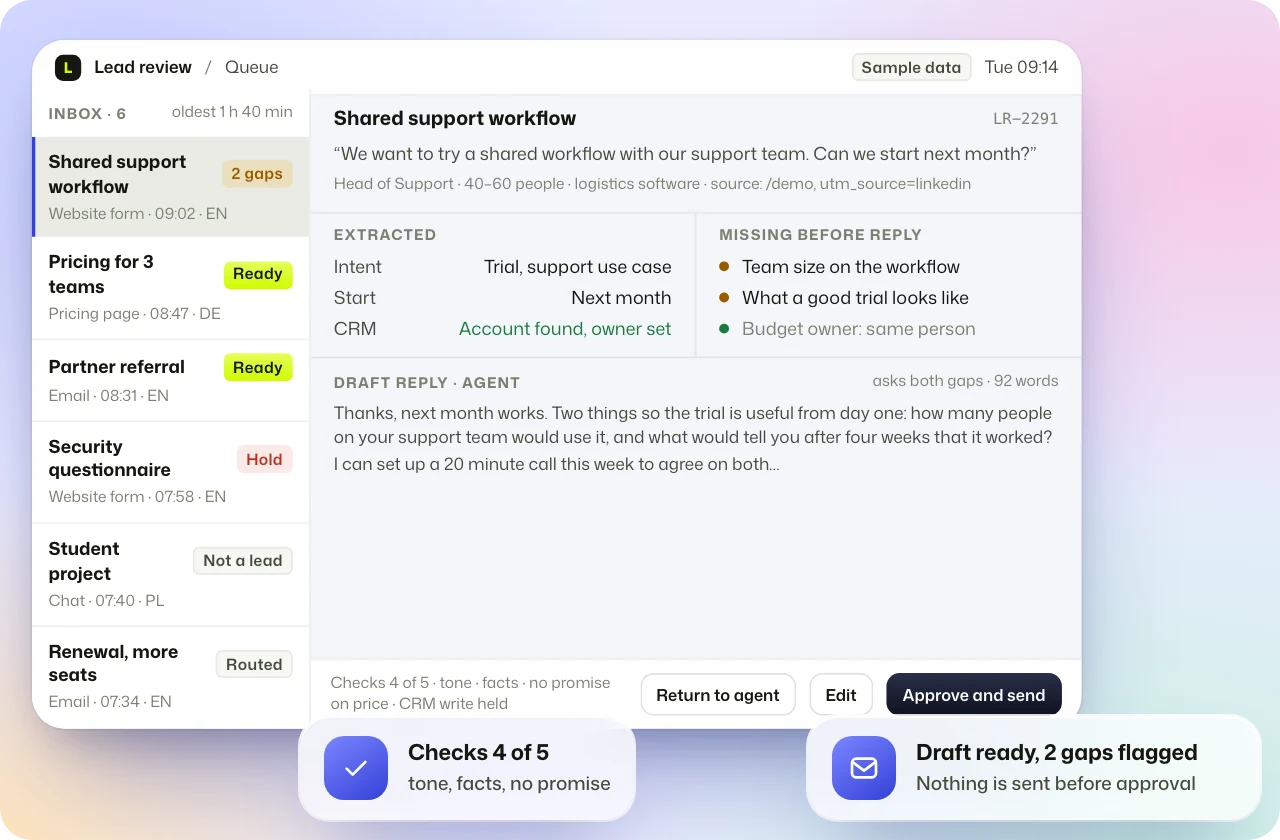 L Lead review / Queue
Sample data Tue 09:14
INBOX · 6 oldest 1 h 40 min
Shared support
workflow
2 gaps
Website form · 09:02 · EN
Pricing for 3
teams
Ready
Pricing page · 08:47 · DE
Partner referral
Ready
Email · 08:31 · EN
Security
questionnaire
Hold
Website form · 07:58 · EN
Student
project
Not a lead
Chat · 07:40 · PL
Renewal, more
seats
Routed
Email · 07:34 · EN
Shared support workflow LR–2291
“We want to try a shared workflow with our support team. Can we start next month?”
Head of Support · 40–60 people · logistics software · source: /demo, utm_source=linkedin
EXTRACTED
Intent Trial, support use case
Start Next month
CRM Account found, owner set
MISSING BEFORE REPLY
Team size on the workflow
What a good trial looks like
Budget owner: same person
DRAFT REPLY · AGENT asks both gaps · 92 words
Thanks, next month works. Two things so the trial is useful from day one: how many people
on your support team would use it, and what would tell you after four weeks that it worked?
I can set up a 20 minute call this week to agree on both…
Checks 4 of 5 · tone · facts · no promise
on price · CRM write held
Return to agent Edit Approve and send
Checks 4 of 5
tone, facts, no promise
Draft ready, 2 gaps flagged
Nothing is sent before approval